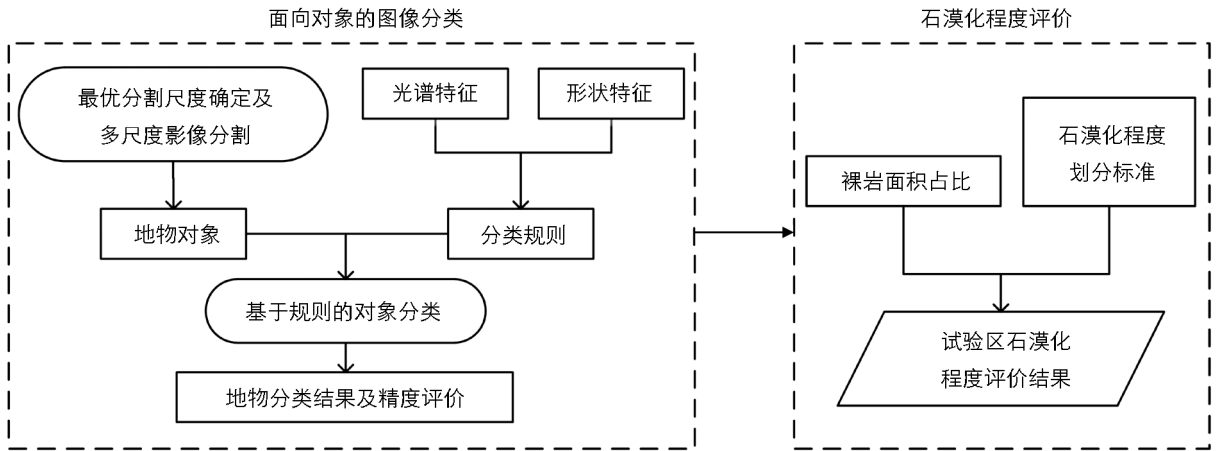 面向对象的图像分类
石漠化程度评价
最优分割尺度确定及
多尺度影像分割
光谱特征
形状特征
地物对象
分类规则
基于规则的对象分类
地物分类结果及精度评价
裸岩面积占比
石漠化程度
划分标准
试验区石漠化
程度评价结果